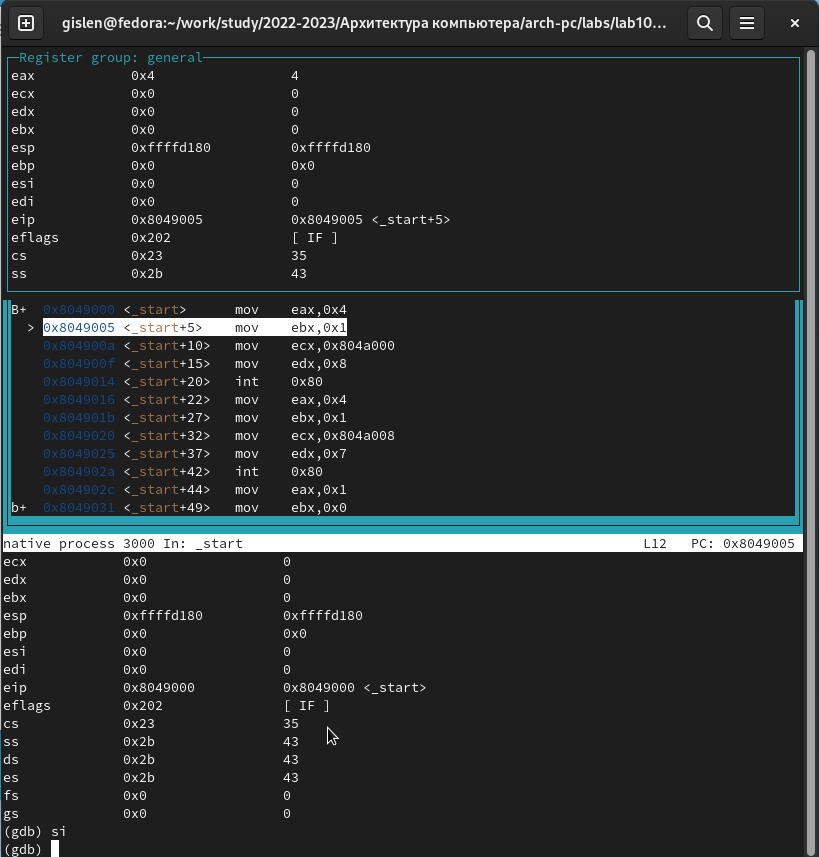 gislen@fedora:~/work/study/2022-2023/Архитектура компьютера/arch-pc/labs/lab10...
Register group: general
eax 0x4 4
ecx 0x0 0
edx 0x0 0
ebx 0x0 0
esp 0xffffd180 0xffffd180
ebp 0x0 0x0
esi 0x0 0
edi 0x0 0
eip 0x8049005 0x8049005 <_start+5>
eflags 0x202 [ IF ]
cs 0x23 35
ss 0x2b 43
B+ 0x8049000 <_start> mov eax,0x4
> 0x8049005 <_start+5> mov ebx,0x1
0x804900a <_start+10> mov ecx,0x804a000
0x804900f <_start+15> mov edx,0x8
0x8049014 <_start+20> int 0x80
0x8049016 <_start+22> mov eax,0x4
0x804901b <_start+27> mov ebx,0x1
0x8049020 <_start+32> mov ecx,0x804a008
0x8049025 <_start+37> mov edx,0x7
0x804902a <_start+42> int 0x80
0x804902c <_start+44> mov eax,0x1
b+ 0x8049031 <_start+49> mov ebx,0x0
native process 3000 In: _start L12 PC: 0x8049005
ecx 0x0 0
edx 0x0 0
ebx 0x0 0
esp 0xffffd180 0xffffd180
ebp 0x0 0x0
esi 0x0 0
edi 0x0 0
eip 0x8049000 0x8049000 <_start>
eflags 0x202 [ IF ]
cs 0x23 35
ss 0x2b 43
ds 0x2b 43
es 0x2b 43
fs 0x0 0
gs 0x0 0
(gdb) si
(gdb)